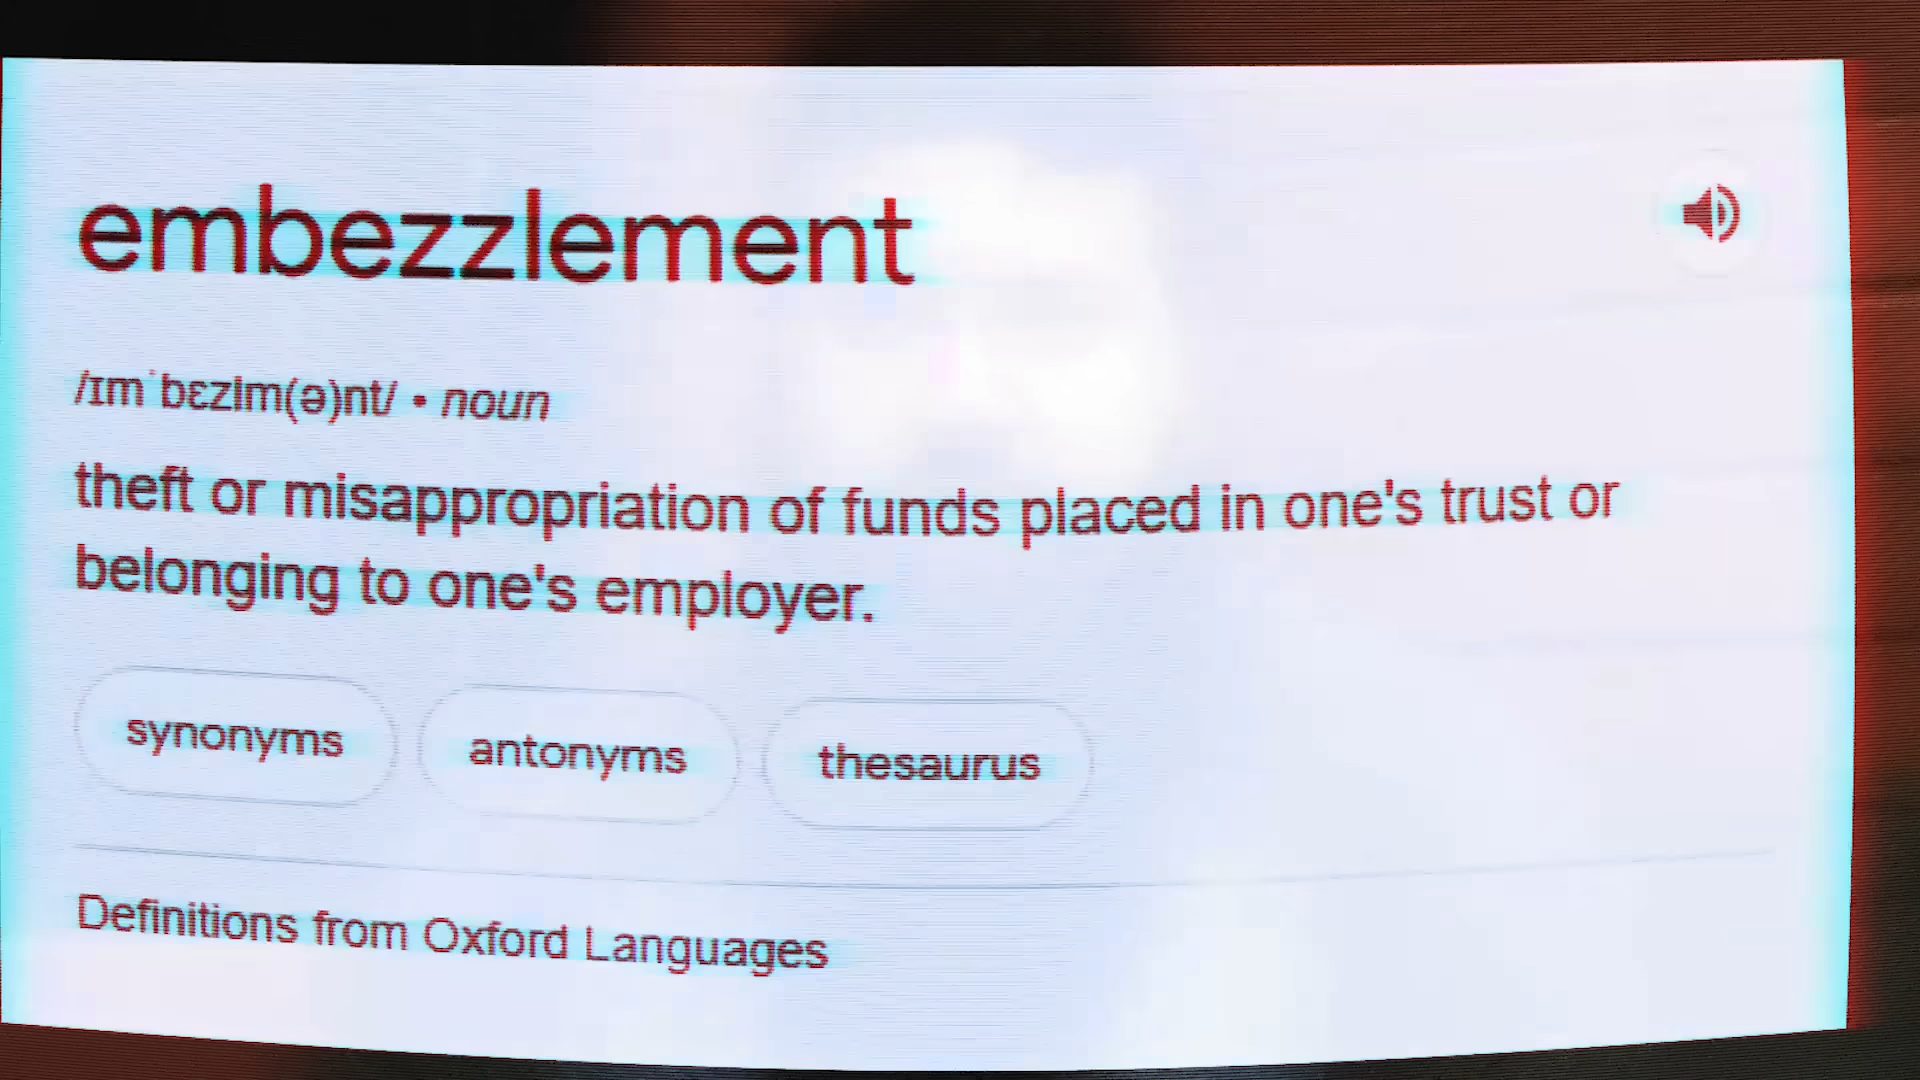 embezzlement
/ɪmˈbɛzlm(ə)nt/ • noun
theft or misappropriation of funds placed in one's trust or
belonging to one's employer.
synonyms
antonyms
thesaurus
Definitions from Oxford Languages